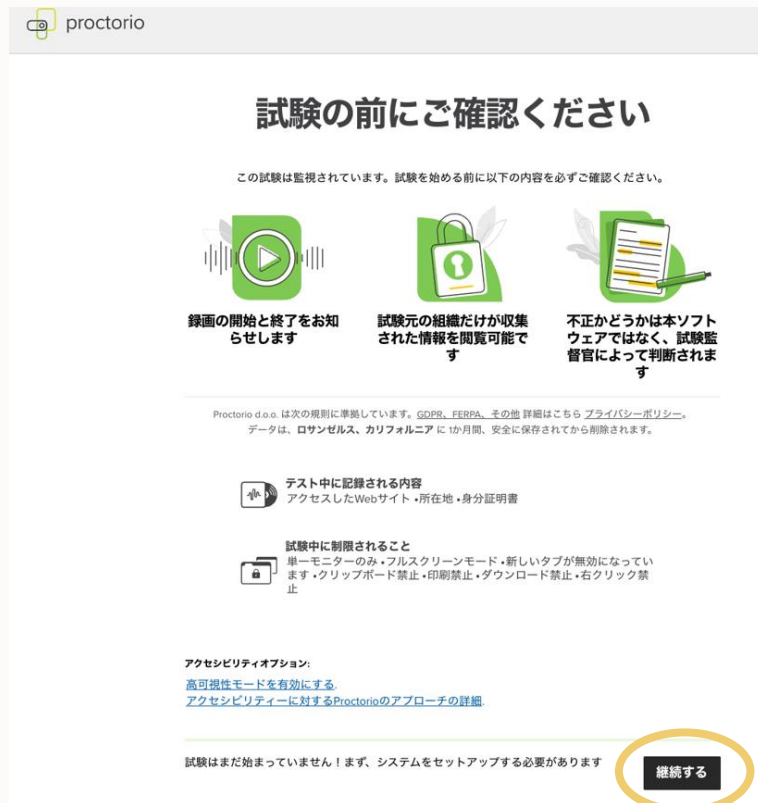 proctorio
試験の前にご確認ください
この試験は監視されています。試験を始める前に以下の内容を必ずご確認ください。
録画の開始と終了をお知
らせします
試験元の組織だけが収集
された情報を閲覧可能で
す
不正かどうかは本ソフト
ウェアではなく、試験監
督官によって判断されま
す
Proctorio d.o.o. は次の規則に準拠しています。GDPR、FERPA、その他 詳細はこちら プライバシーポリシー。
データは、ロサンゼルス、カリフォルニア に 1か月間、安全に保存されてから削除されます。
テスト中に記録される内容
アクセスしたWebサイト •所在地 •身分証明書
試験中に制限されること
単一モニターのみ •フルスクリーンモード •新しいタブが無効になってい
ます •クリップボード禁止 •印刷禁止 •ダウンロード禁止 •右クリック禁
止
アクセシビリティオプション:
高可視性モードを有効にする.
アクセシビリティーに対するProctorioのアプローチの詳細.
試験はまだ始まっていません！まず、システムをセットアップする必要があります
継続する